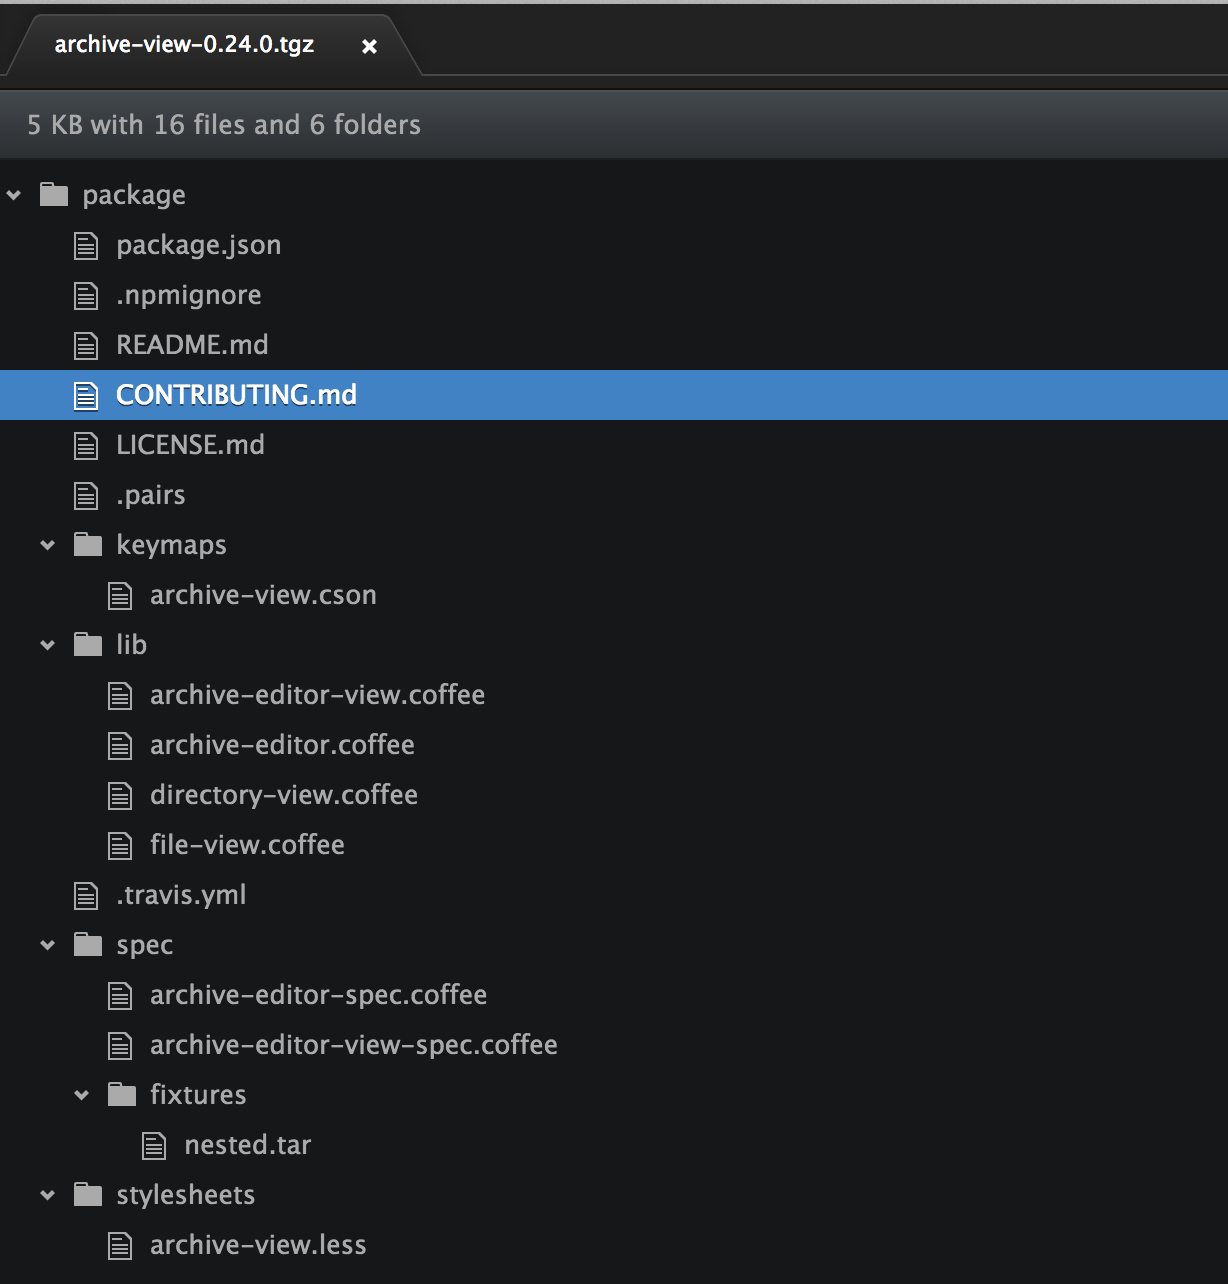 archive-view-0.24.0.tgz
5 KB with 16 files and 6 folders
package
package.json
.npmignore
README.md
CONTRIBUTING.md
LICENSE.md
.pairs
keymaps
archive-view.cson
lib
archive-editor-view.coffee
archive-editor.coffee
directory-view.coffee
file-view.coffee
.travis.yml
spec
archive-editor-spec.coffee
archive-editor-view-spec.coffee
fixtures
nested.tar
stylesheets
archive-view.less